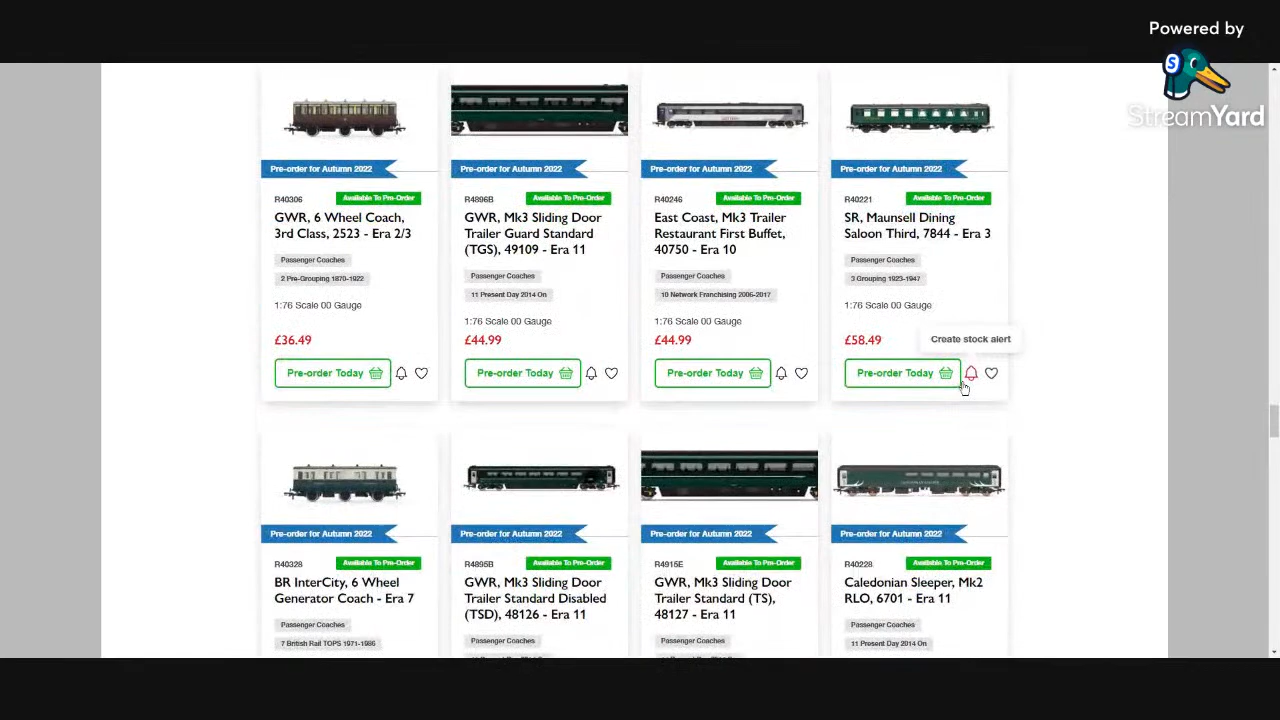 Powered by
StreamYard
Pre-order for Autumn 2022
Pre-order for Autumn 2022
Pre-order for Autumn 2022
Pre-order for Autumn 2022
R40306
Available To Pre-Order
GWR, 6 Wheel Coach,
3rd Class, 2523 - Era 2/3
Passenger Coaches
2 Pre-Grouping 1870-1922
1:76 Scale 00 Gauge
£36.49
Pre-order Today
R4896B
Available To Pre-Order
GWR, Mk3 Sliding Door
Trailer Guard Standard
(TGS), 49109 - Era 11
Passenger Coaches
11 Present Day 2014 On
1:76 Scale 00 Gauge
£44.99
Pre-order Today
R40246
Available To Pre-Order
East Coast, Mk3 Trailer
Restaurant First Buffet,
40750 - Era 10
Passenger Coaches
10 Network Franchising 2006-2017
1:76 Scale 00 Gauge
£44.99
Pre-order Today
R40221
Available To Pre-Order
SR, Maunsell Dining
Saloon Third, 7844 - Era 3
Passenger Coaches
3 Grouping 1923-1947
1:76 Scale 00 Gauge
£58.49
Create stock alert
Pre-order Today
Pre-order for Autumn 2022
Pre-order for Autumn 2022
Pre-order for Autumn 2022
Pre-order for Autumn 2022
R40328
Available To Pre-Order
BR InterCity, 6 Wheel
Generator Coach - Era 7
Passenger Coaches
7 British Rail TOPS 1971-1986
R4895B
Available To Pre-Order
GWR, Mk3 Sliding Door
Trailer Standard Disabled
(TSD), 48126 - Era 11
Passenger Coaches
R4915E
Available To Pre-Order
GWR, Mk3 Sliding Door
Trailer Standard (TS),
48127 - Era 11
Passenger Coaches
R40228
Available To Pre-Order
Caledonian Sleeper, Mk2
RLO, 6701 - Era 11
Passenger Coaches
11 Present Day 2014 On